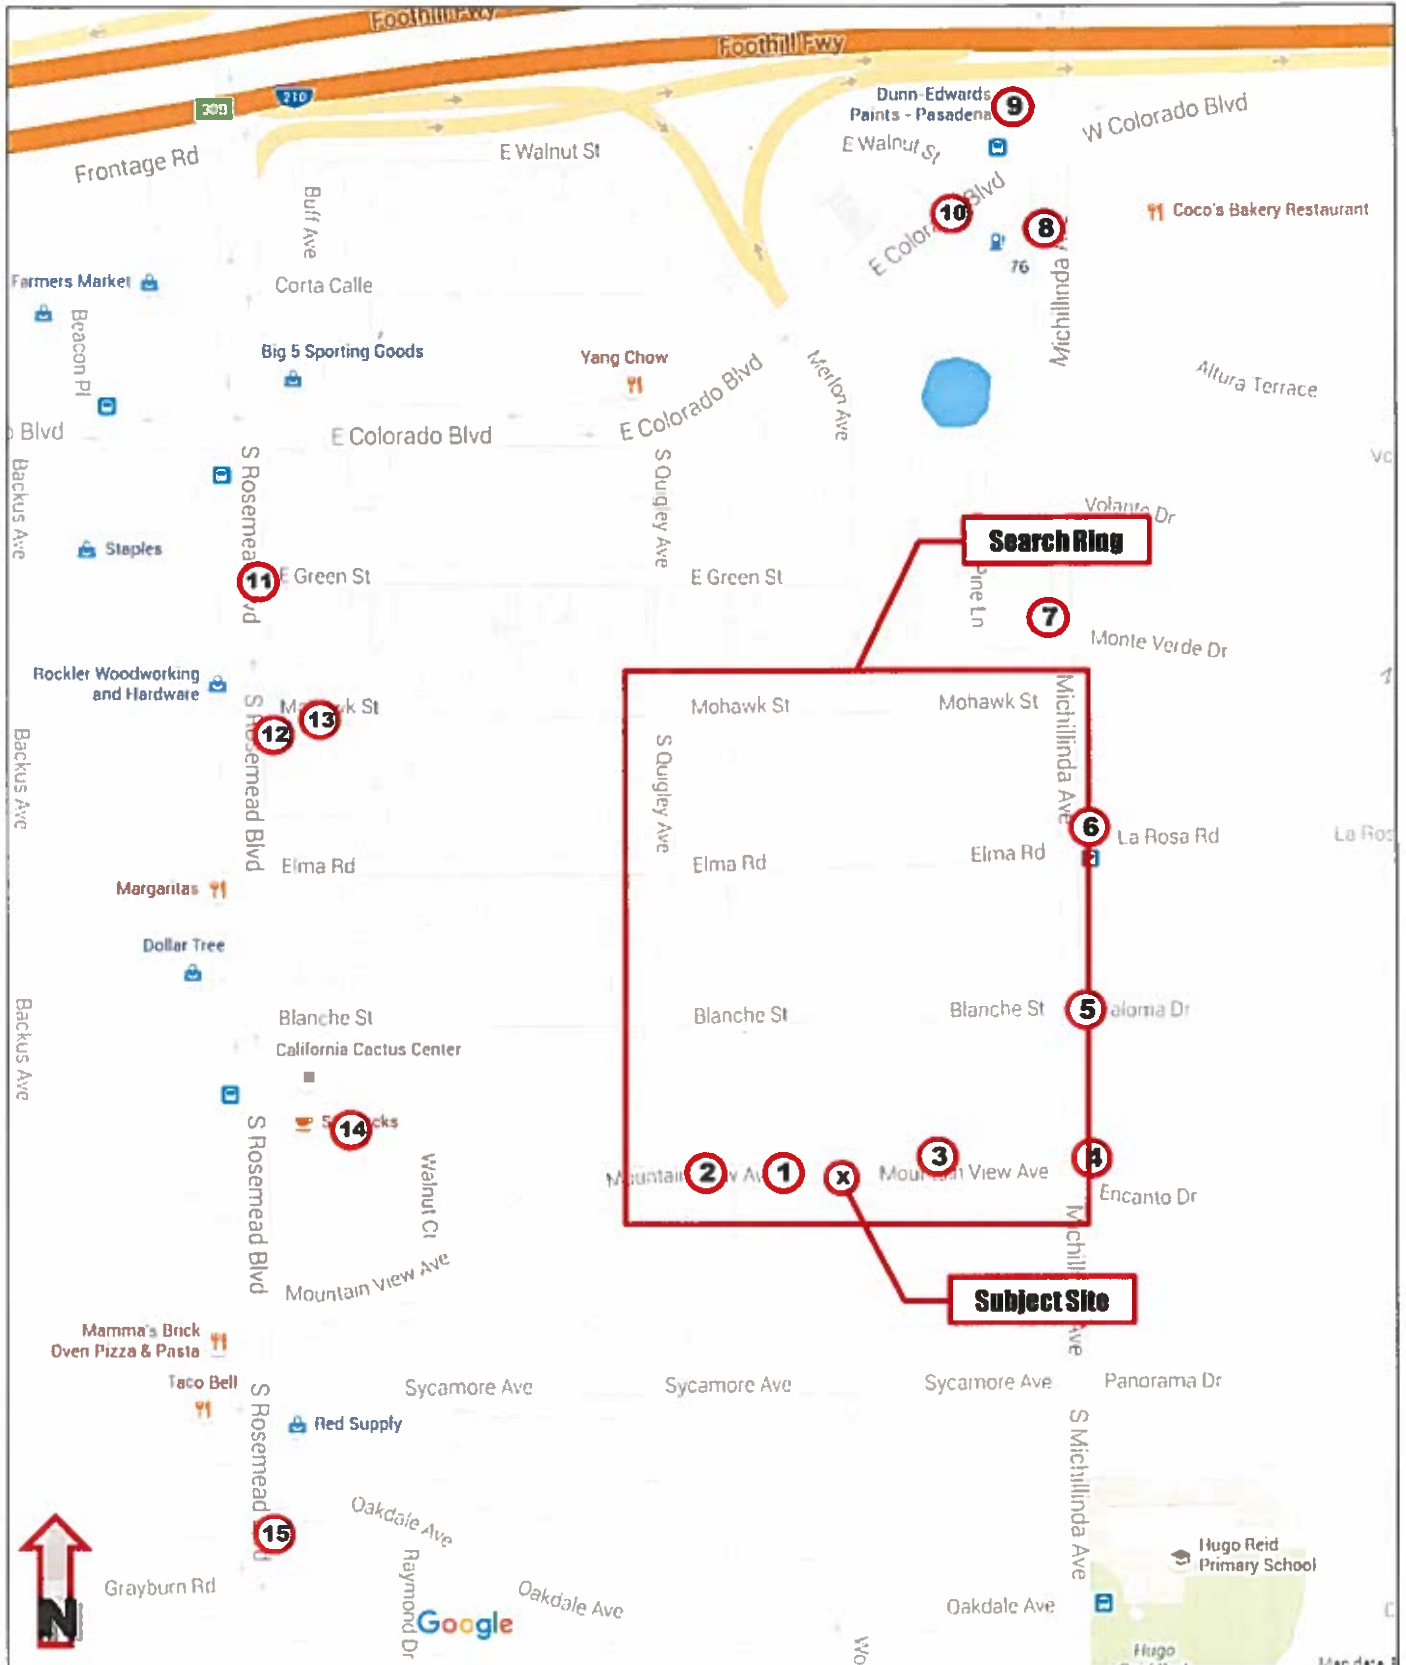 Foothill Fwy
Foothill Fwy
210
Dunn-Edwards
Paints - Pasadena
9
W Colorado Blvd
E Walnut St
Frontage Rd
E Walnut St
Buff Ave
10
E Colorado Blvd
8
76
Coco's Bakery Restaurant
Michillinda
Farmers Market
Corta Calle
Beacon Pl
Big 5 Sporting Goods
Yang Chow
Merlon Ave
Altura Terrace
Blvd
E Colorado Blvd
E Colorado Blvd
Backus Ave
S Rosemead
S Quigley Ave
Volante Dr
Staples
Search Ring
11
E Green St
E Green St
Pine Ln
7
Monte Verde Dr
Rockler Woodworking
and Hardware
12
13
S Rosemead Blvd
Mohawk St
Mohawk St
Michillinda Ave
Backus Ave
S Quigley Ave
6
La Rosa Rd
Elma Rd
Elma Rd
Elma Rd
Margaritas
Dollar Tree
Backus Ave
Blanche St
Blanche St
Blanche St
5
California Cactus Center
14
S Rosemead Blvd
Walnut Ct
Mountain
2
1
x
3
Mountain View Ave
4
Encanto Dr
Mountain View Ave
Subject Site
Ave
Mamma's Brick
Oven Pizza & Pasta
Taco Bell
Sycamore Ave
Sycamore Ave
Sycamore Ave
Panorama Dr
S Rosemead
Red Supply
S Michillinda Ave
15
Oakdale Ave
Hugo Reid
Primary School
Grayburn Rd
Raymond Dr
Oakdale Ave
Oakdale Ave
Google
N
Hugo